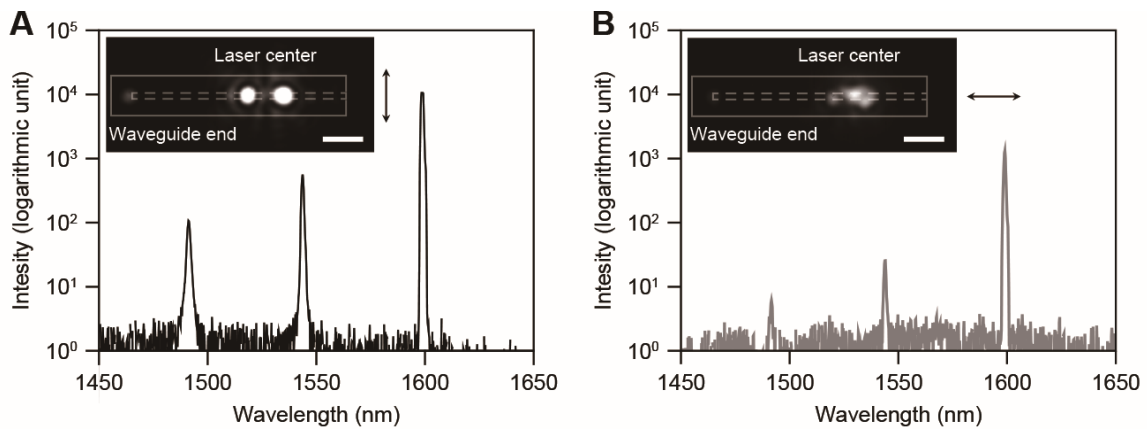 A
Intesity (logarithmic unit)
10⁵
10⁴
10³
10²
10¹
10⁰
Laser center
Waveguide end
1450 1500 1550 1600 1650
Wavelength (nm)
B
Intesity (logarithmic unit)
10⁵
10⁴
10³
10²
10¹
10⁰
Laser center
Waveguide end
1450 1500 1550 1600 1650
Wavelength (nm)